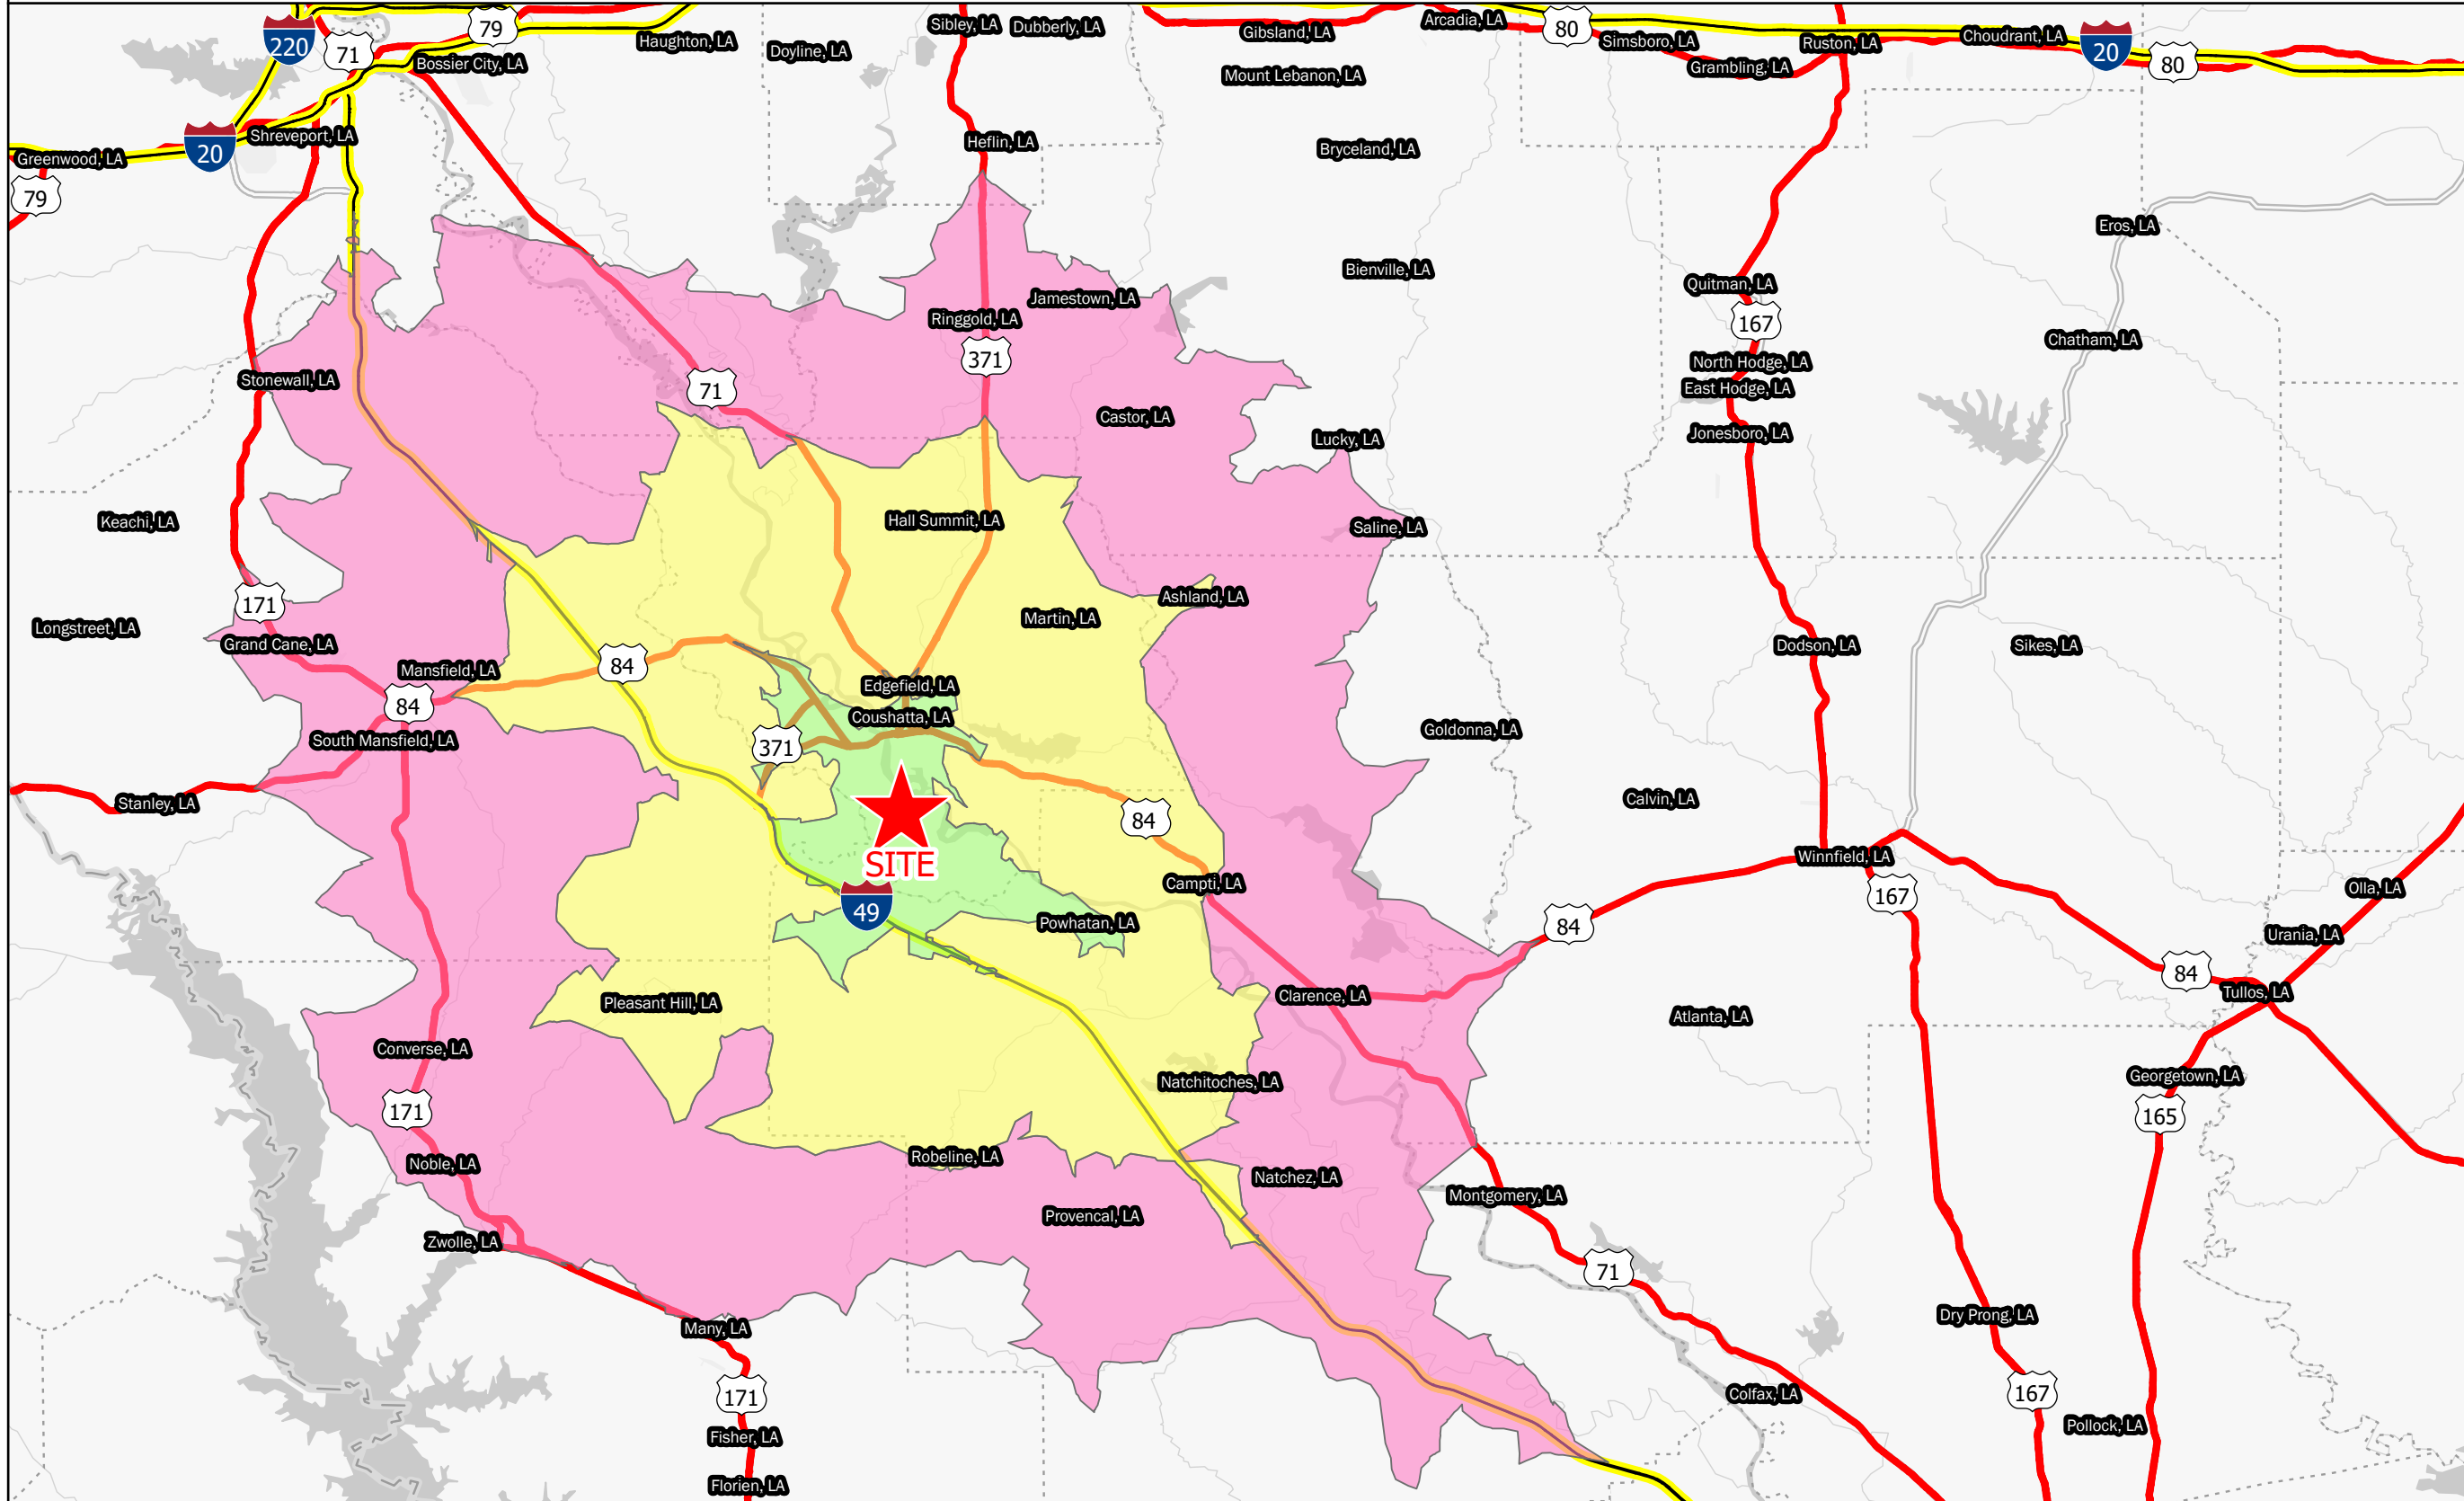 220
71
79
Haughton, LA
Doyline, LA
Sibley, LA
Dubberly, LA
Gibsland, LA
Arcadia, LA
80
Simsboro, LA
Ruston, LA
Choudrant, LA
20
80
Bossier City, LA
Mount Lebanon, LA
Grambling, LA
Greenwood, LA
20
Shreveport, LA
Heflin, LA
Bryceland, LA
79
Eros, LA
Bienville, LA
Quitman, LA
Jamestown, LA
Ringgold, LA
167
Chatham, LA
371
North Hodge, LA
Stonewall, LA
71
East Hodge, LA
Castor, LA
Lucky, LA
Jonesboro, LA
Keachi, LA
Hall Summit, LA
Saline, LA
171
Ashland, LA
Longstreet, LA
Martin, LA
Grand Cane, LA
Mansfield, LA
84
Dodson, LA
Sikes, LA
84
Edgefield, LA
Coushatta, LA
South Mansfield, LA
371
Goldonna, LA
Stanley, LA
84
Calvin, LA
SITE
Winnfield, LA
Campti, LA
167
Olla, LA
49
Powhatan, LA
84
Urania, LA
84
Pleasant Hill, LA
Clarence, LA
Tullos, LA
Atlanta, LA
Converse, LA
Natchitoches, LA
Georgetown, LA
171
165
Noble, LA
Robeline, LA
Natchez, LA
Montgomery, LA
Provencal, LA
Zwolle, LA
71
Many, LA
Dry Prong, LA
171
Colfax, LA
167
Fisher, LA
Pollock, LA
Florien, LA